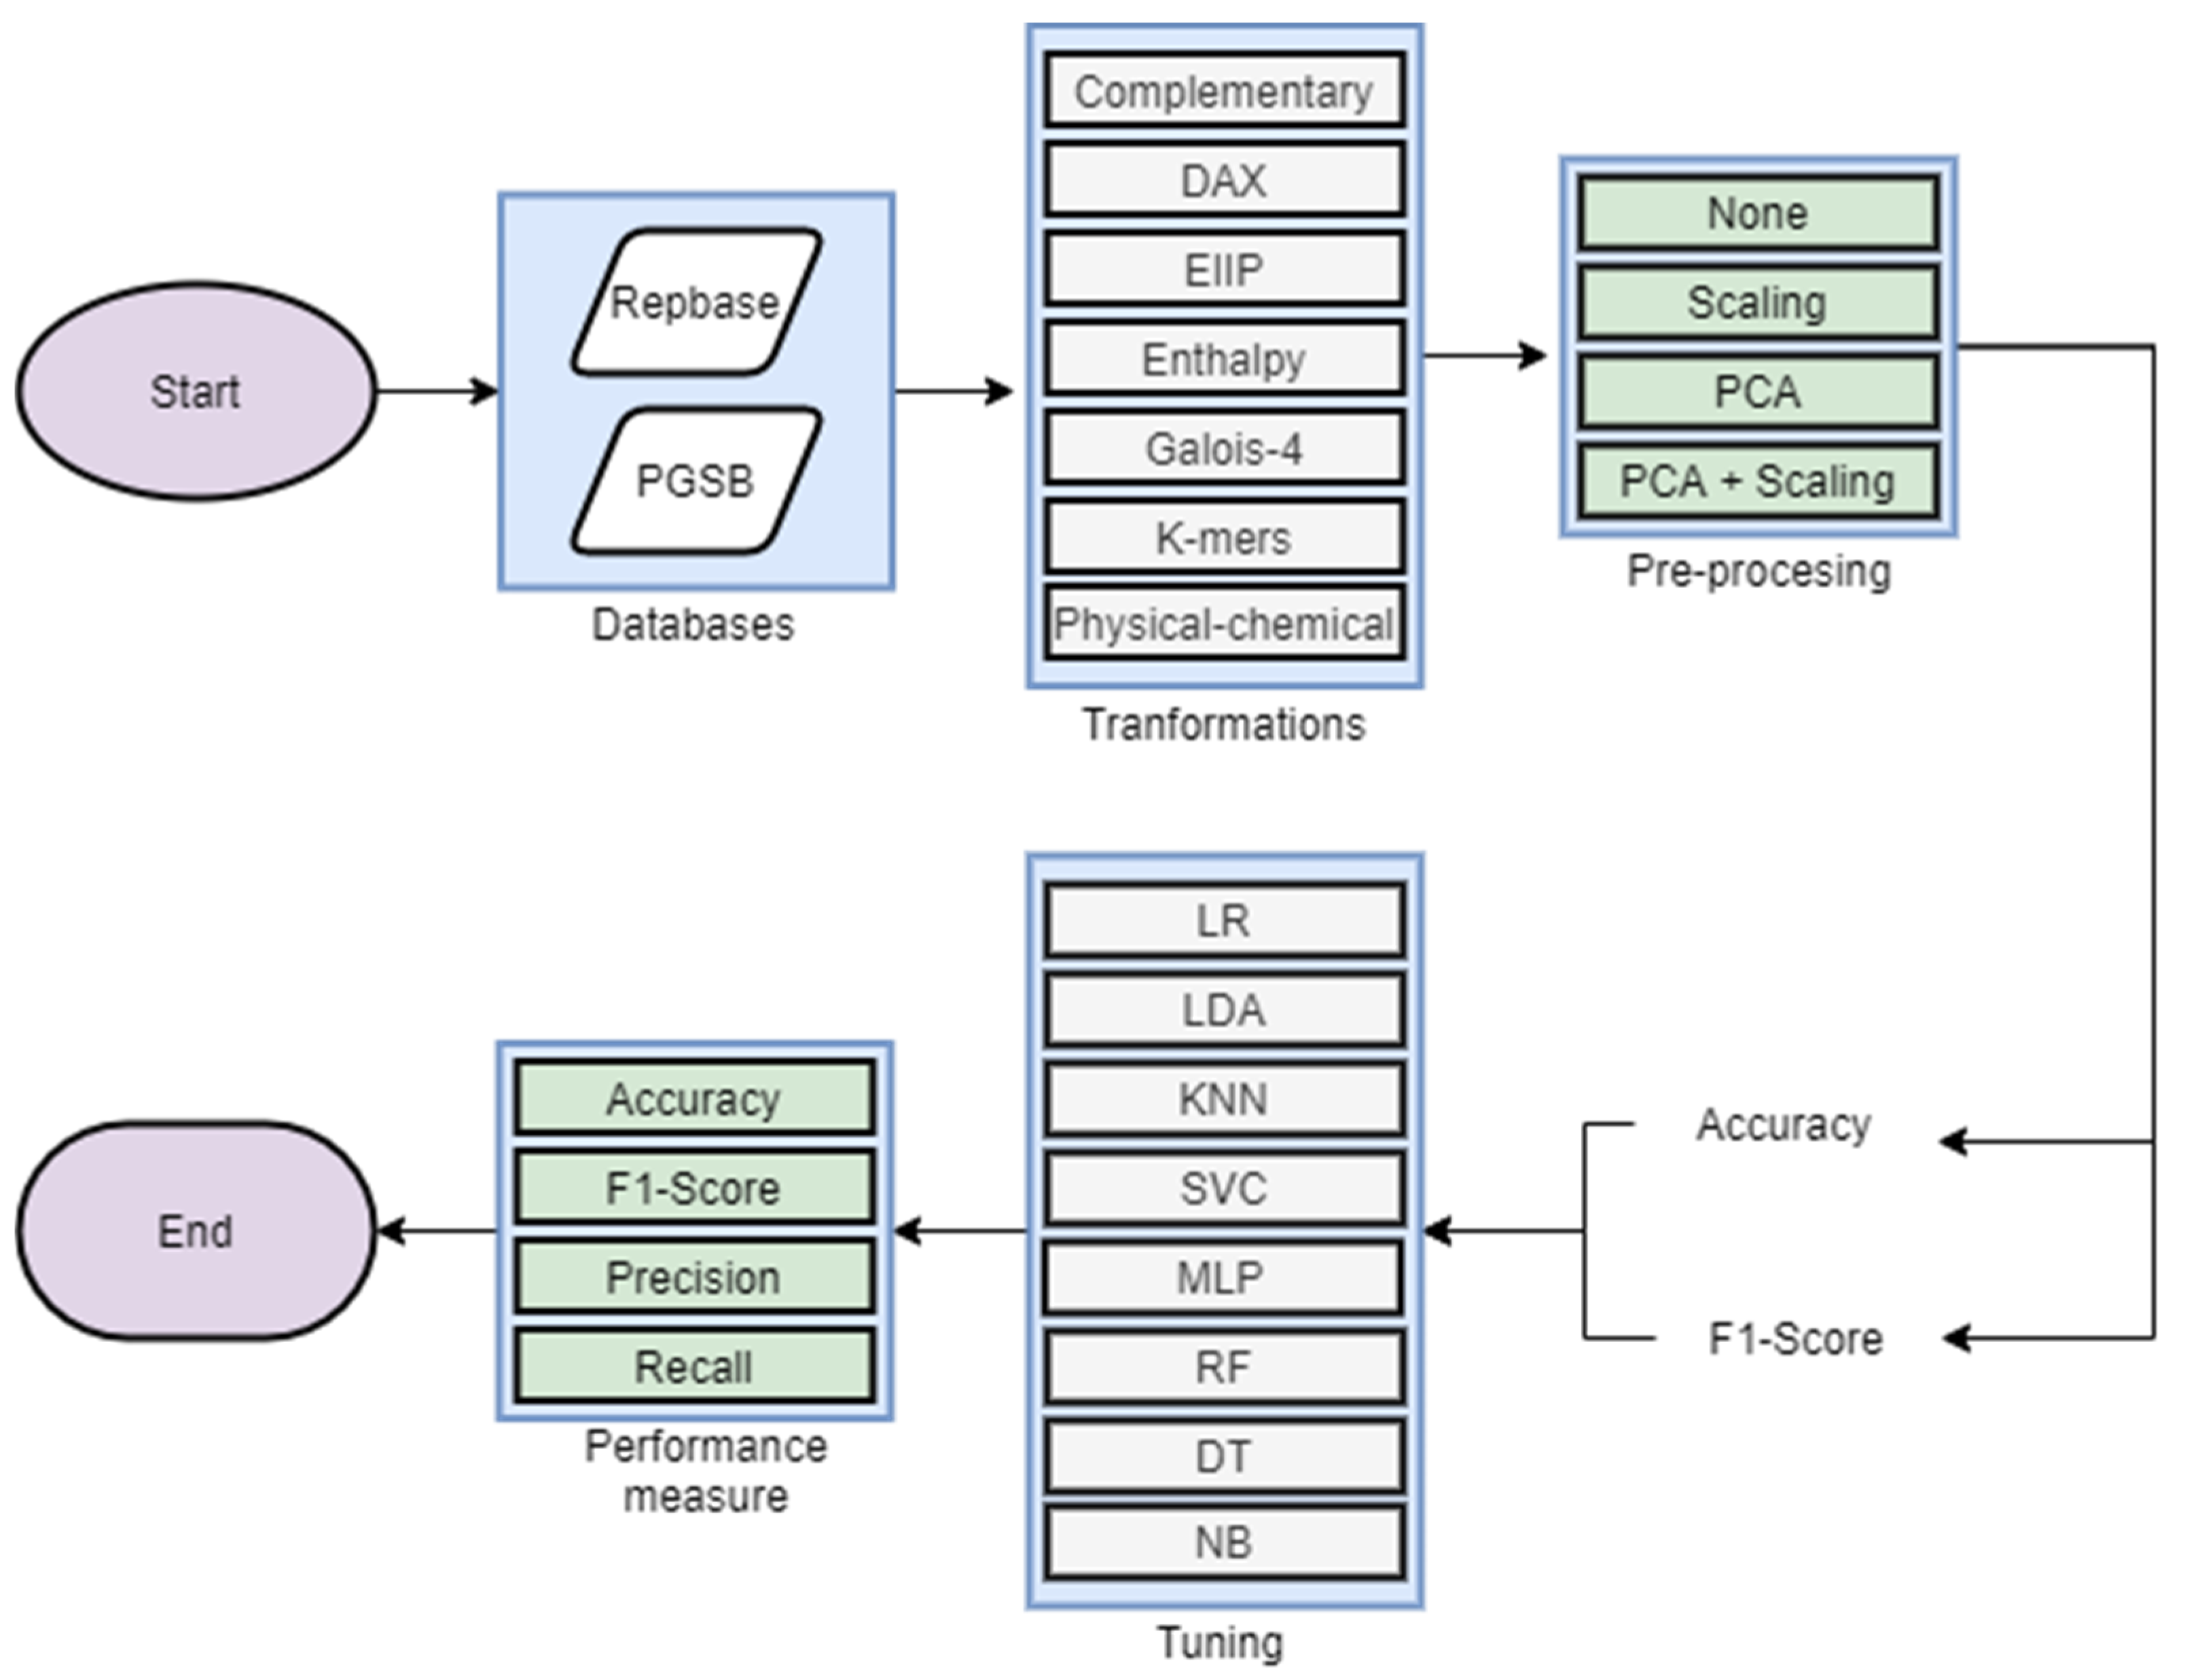 Start
Repbase
PGSB
Databases
Complementary
DAX
EIIP
Enthalpy
Galois-4
K-mers
Physical-chemical
Tranformations
None
Scaling
PCA
PCA + Scaling
Pre-procesing
Accuracy
F1-Score
LR
LDA
KNN
SVC
MLP
RF
DT
NB
Tuning
Accuracy
F1-Score
Precision
Recall
Performance
measure
End